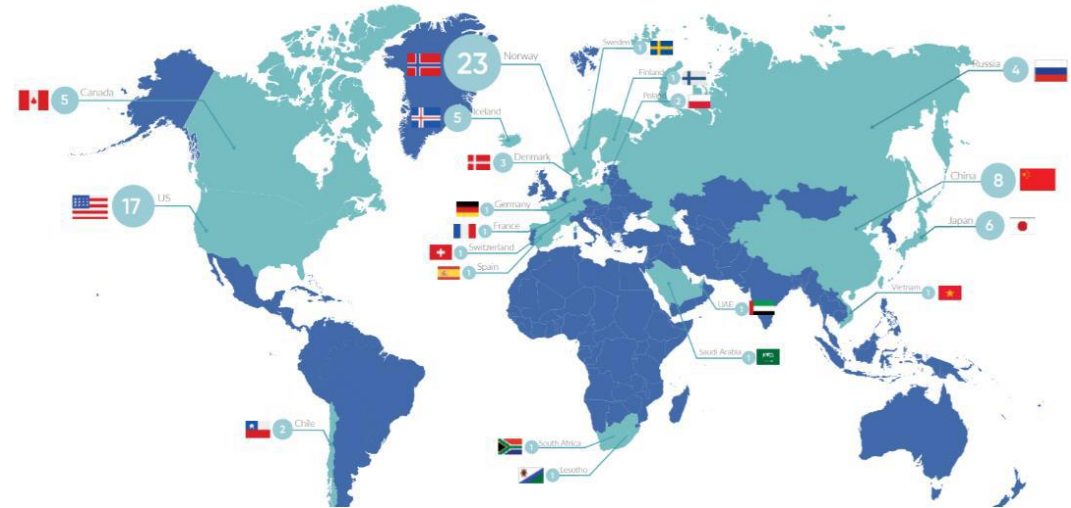 23 Norway
Sweden 1
Finland 1
Poland 2
Russia 4
5 Canada
5 Iceland
3 Denmark
China 8
17 US
1 Germany
1 France
1 Switzerland
1 Spain
Japan 6
Vietnam 1
UAE 1
Saudi Arabia 1
2 Chile
1 South Africa
1 Lesotho